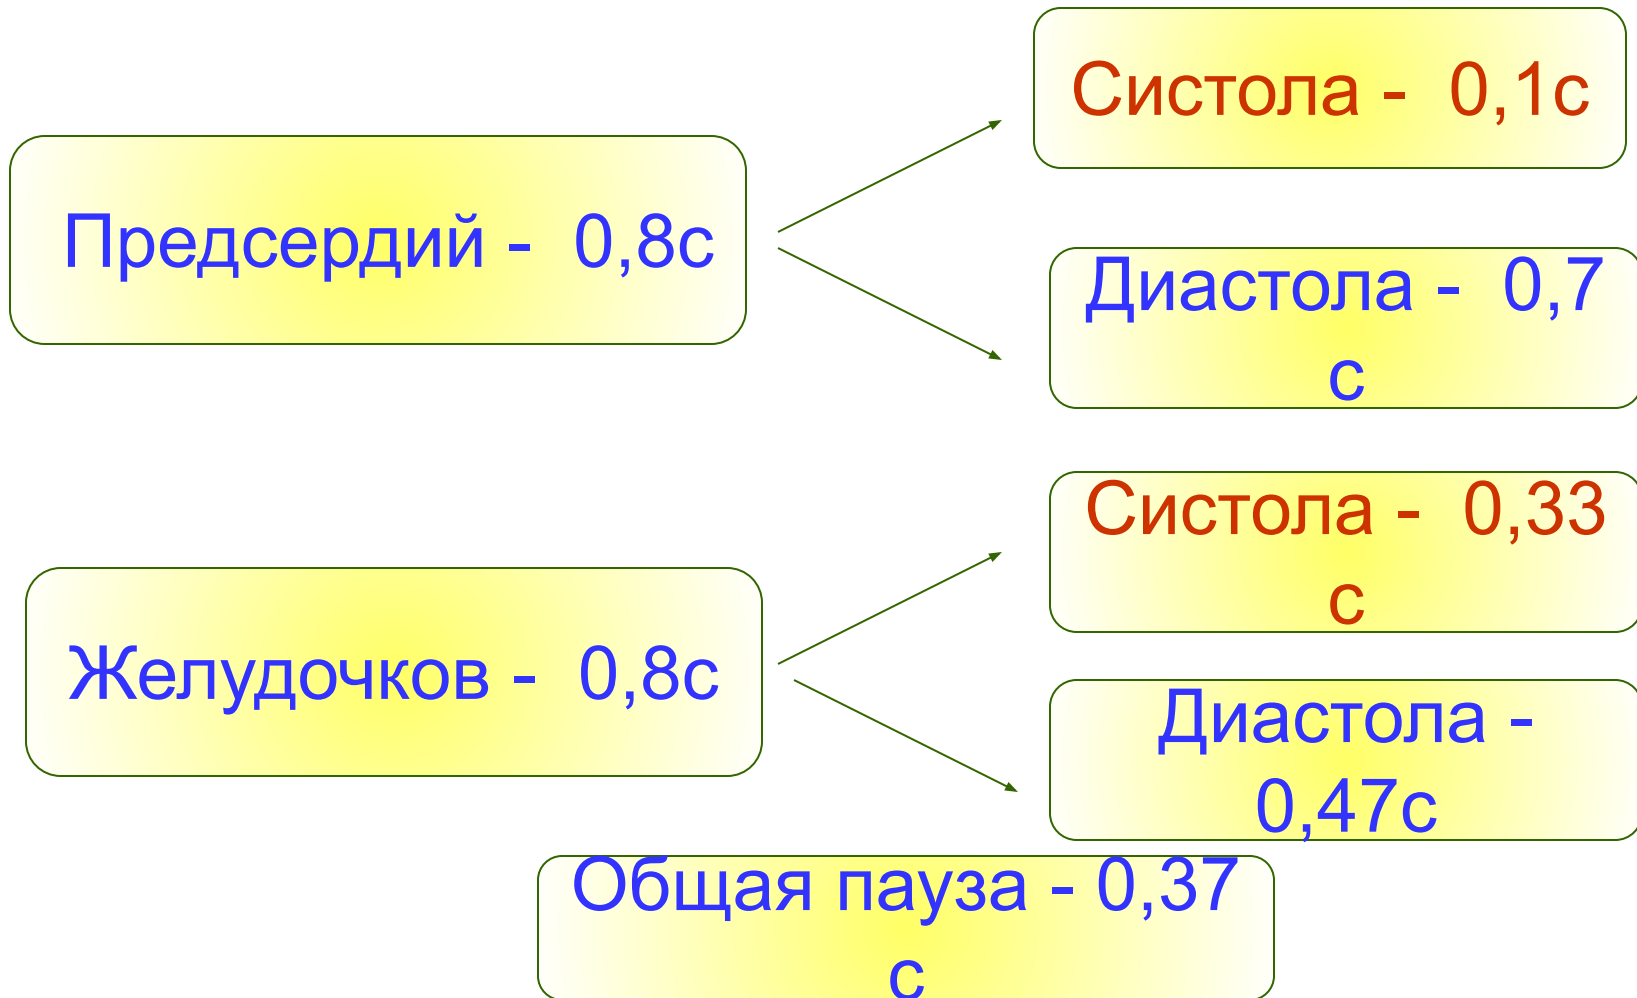 Систола - 0,1с
Предсердий - 0,8с
Диастола - 0,7
с
Систола - 0,33
с
Желудочков - 0,8с
Диастола -
0,47с
Общая пауза - 0,37
с